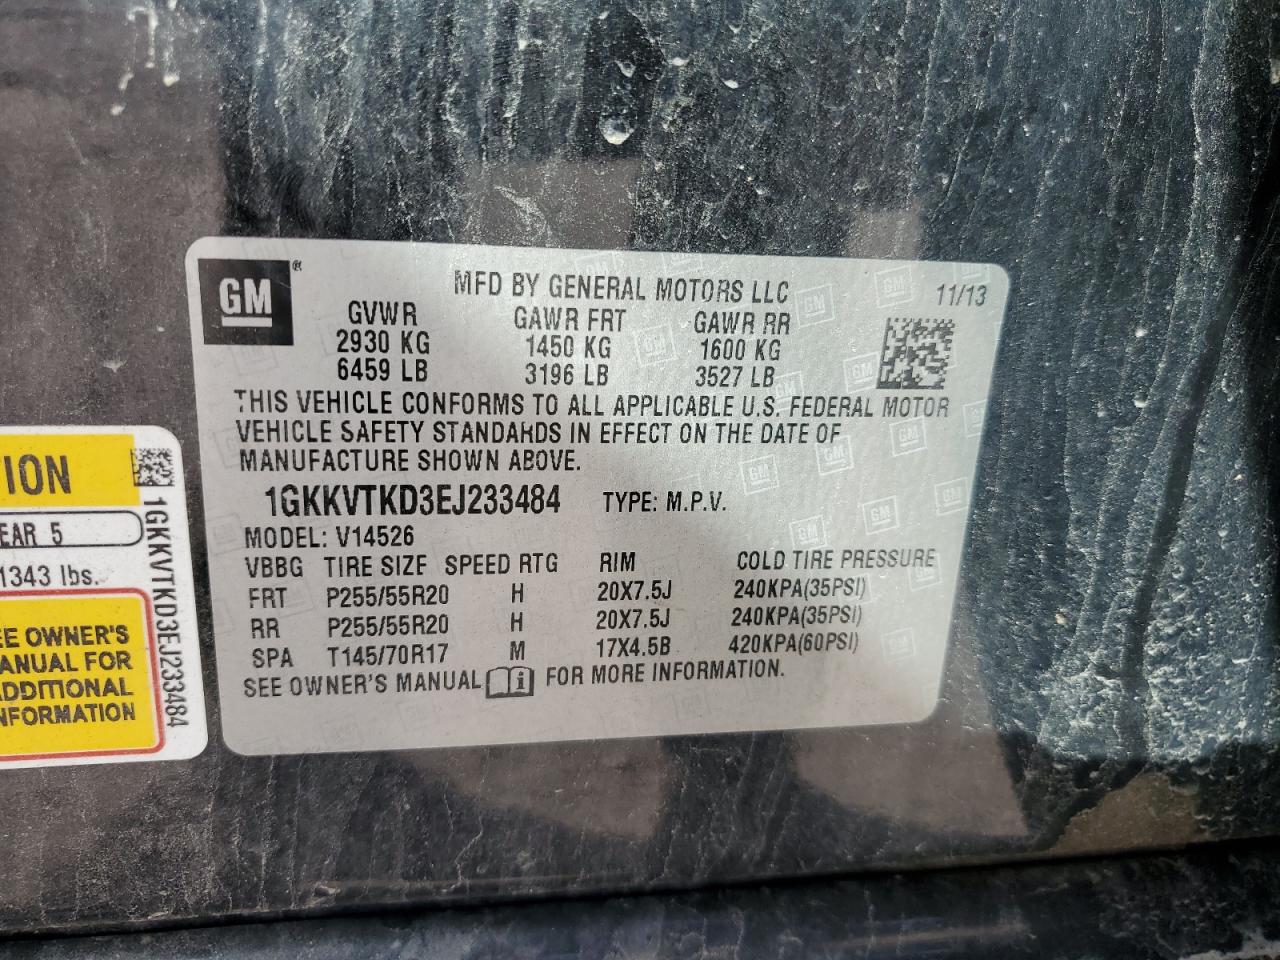 GM®
MFD BY GENERAL MOTORS LLC
11/13
GVWR GAWR FRT GAWR RR
2930 KG 1450 KG 1600 KG
6459 LB 3196 LB 3527 LB
THIS VEHICLE CONFORMS TO ALL APPLICABLE U.S. FEDERAL MOTOR
VEHICLE SAFETY STANDARDS IN EFFECT ON THE DATE OF
MANUFACTURE SHOWN ABOVE.
1GKKVTKD3EJ233484 TYPE: M.P.V.
MODEL: V14526
VBBG TIRE SIZE SPEED RTG RIM COLD TIRE PRESSURE
FRT P255/55R20 H 20X7.5J 240KPA(35PSI)
RR P255/55R20 H 20X7.5J 240KPA(35PSI)
SPA T145/70R17 M 17X4.5B 420KPA(60PSI)
SEE OWNER'S MANUAL FOR MORE INFORMATION.
TION
EAR 5
1343 lbs.
EE OWNER'S
ANUAL FOR
ADDITIONAL
NFORMATION
1GKKVTKD3EJ233484